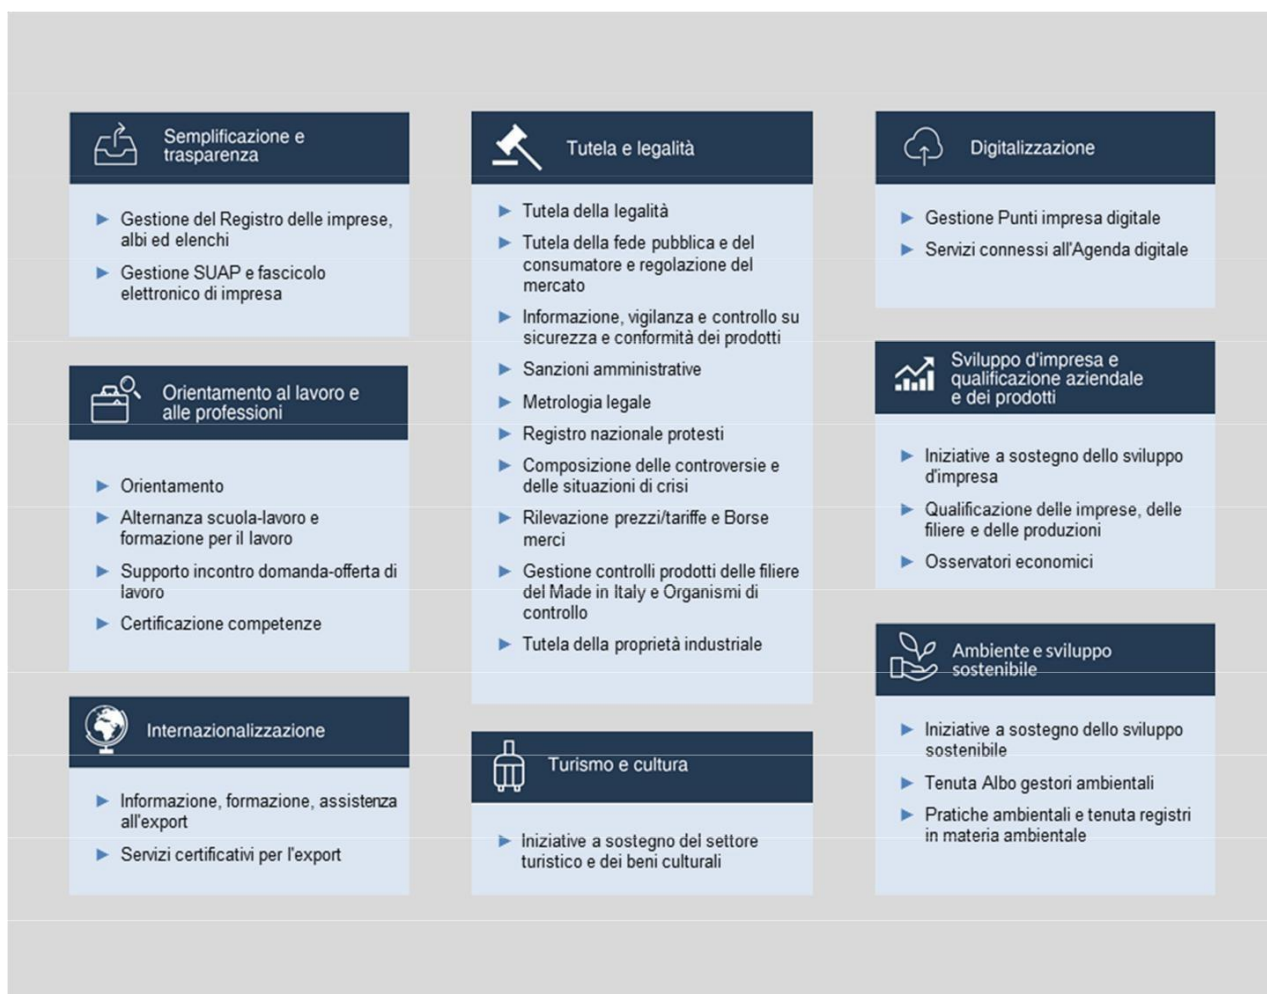 Semplificazione e
trasparenza
Gestione del Registro delle imprese,
albi ed elenchi
Gestione SUAP e fascicolo
elettronico di impresa
Orientamento al lavoro e
alle professioni
Orientamento
Alternanza scuola-lavoro e
formazione per il lavoro
Supporto incontro domanda-offerta di
lavoro
Certificazione competenze
Internazionalizzazione
Informazione, formazione, assistenza
all'export
Servizi certificativi per l'export
Tutela e legalità
Tutela della legalità
Tutela della fede pubblica e del
consumatore e regolazione del
mercato
Informazione, vigilanza e controllo su
sicurezza e conformità dei prodotti
Sanzioni amministrative
Metrologia legale
Registro nazionale protesti
Composizione delle controversie e
delle situazioni di crisi
Rilevazione prezzi/tariffe e Borse
merci
Gestione controlli prodotti delle filiere
del Made in Italy e Organismi di
controllo
Tutela della proprietà industriale
Turismo e cultura
Iniziative a sostegno del settore
turistico e dei beni culturali
Digitalizzazione
Gestione Punti impresa digitale
Servizi connessi all'Agenda digitale
Sviluppo d'impresa e
qualificazione aziendale
e dei prodotti
Iniziative a sostegno dello sviluppo
d'impresa
Qualificazione delle imprese, delle
filiere e delle produzioni
Osservatori economici
Ambiente e sviluppo
sostenibile
Iniziative a sostegno dello sviluppo
sostenibile
Tenuta Albo gestori ambientali
Pratiche ambientali e tenuta registri
in materia ambientale